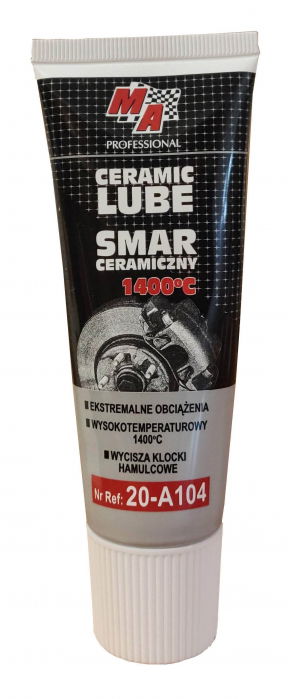 MA
PROFESSIONAL
CERAMIC
LUBE
SMAR
CERAMICZNY
1400°C
EKSTREMALNE OBCIĄŻENIA
WYSOKOTEMPERATUROWY
1400°C
WYCISZA KLOCKI
HAMULCOWE
Nr Ref: 20-A104